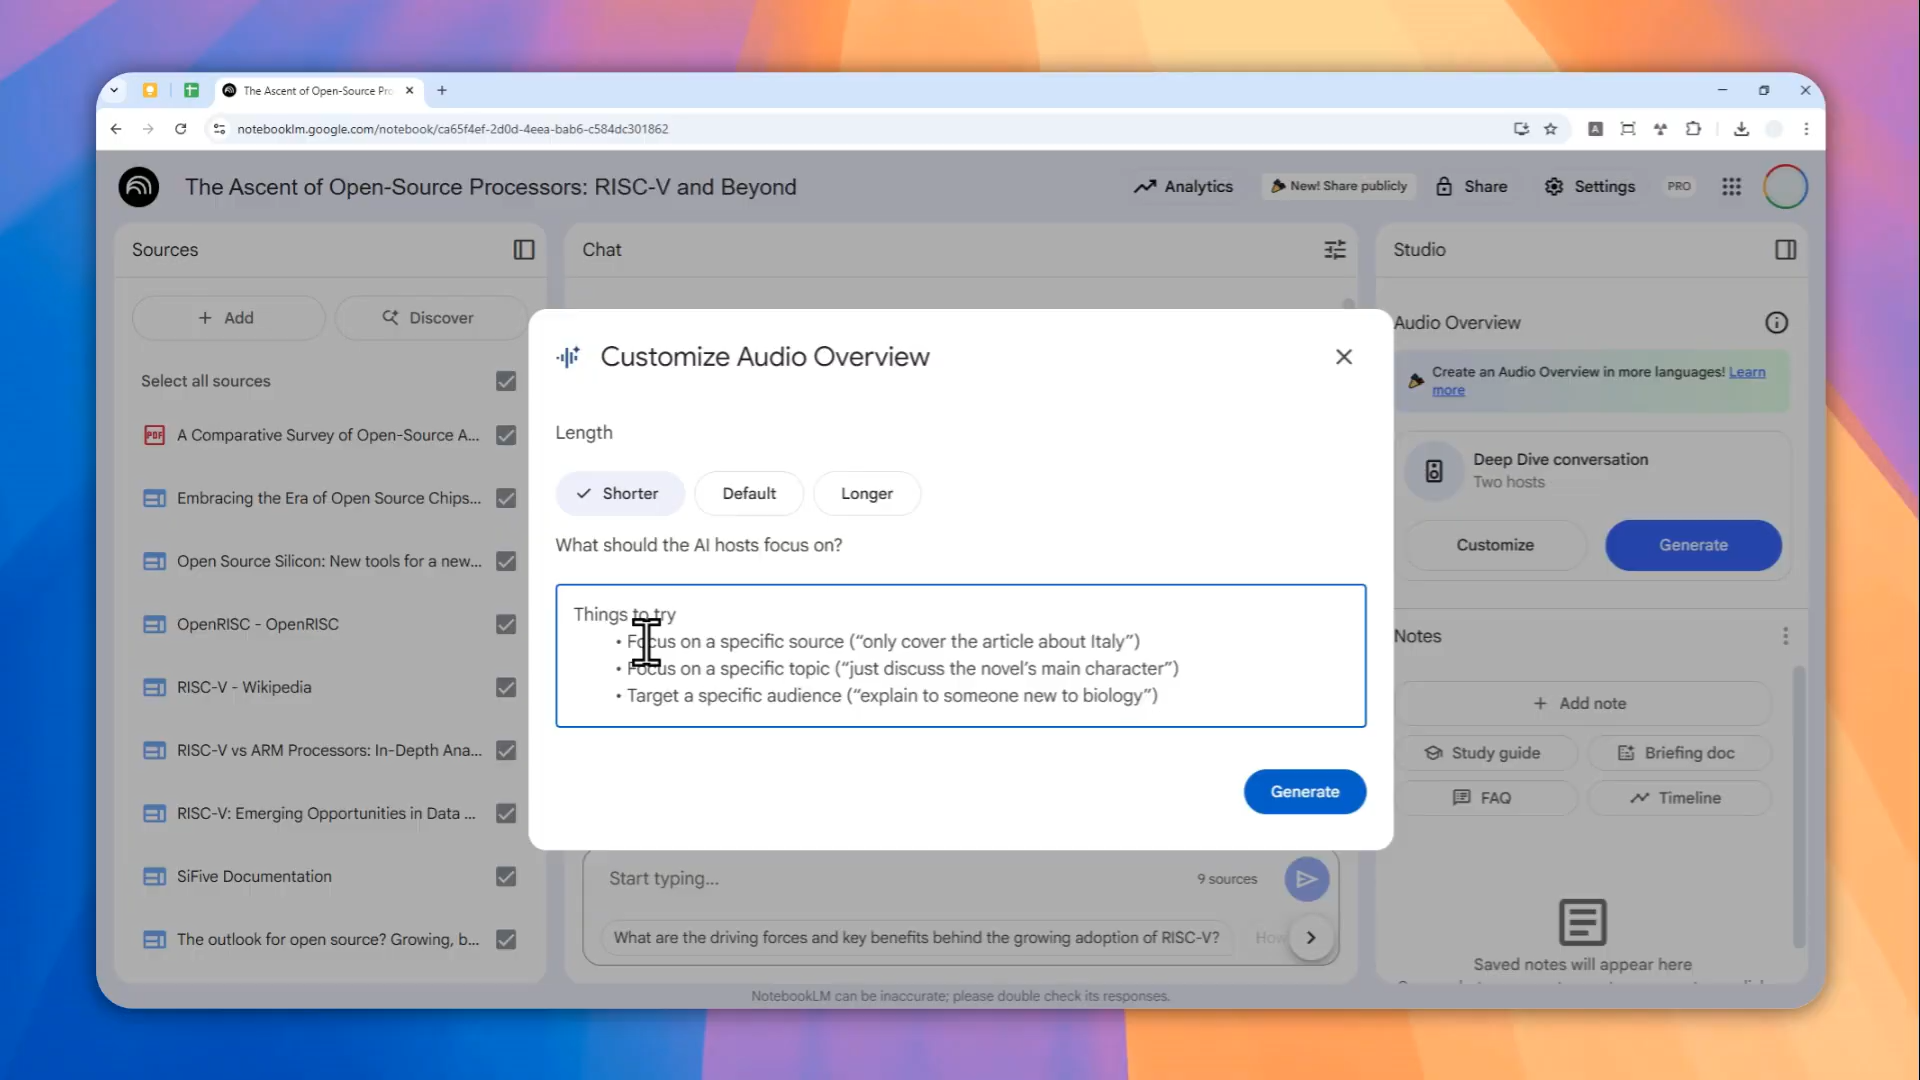 The Ascent of Open-Source Pro
notebooklm.google.com/notebook/ca65f4ef-2d0d-4eea-bab6-c584dc301862
The Ascent of Open-Source Processors: RISC-V and Beyond
Analytics
New! Share publicly
Share
Settings
PRO
Sources
+ Add
Discover
Select all sources
PDF
A Comparative Survey of Open-Source A...
Embracing the Era of Open Source Chips...
Open Source Silicon: New tools for a new...
OpenRISC - OpenRISC
RISC-V - Wikipedia
RISC-V vs ARM Processors: In-Depth Ana...
RISC-V: Emerging Opportunities in Data ...
SiFive Documentation
The outlook for open source? Growing, b...
Chat
Customize Audio Overview
Length
Shorter
Default
Longer
What should the AI hosts focus on?
Things to try
• Focus on a specific source (“only cover the article about Italy”)
• Focus on a specific topic (“just discuss the novel’s main character”)
• Target a specific audience (“explain to someone new to biology”)
Generate
Start typing...
9 sources
What are the driving forces and key benefits behind the growing adoption of RISC-V?
How
NotebookLM can be inaccurate; please double check its responses.
Studio
Audio Overview
Create an Audio Overview in more languages! Learn
more
Deep Dive conversation
Two hosts
Customize
Generate
Notes
+ Add note
Study guide
Briefing doc
FAQ
Timeline
Saved notes will appear here